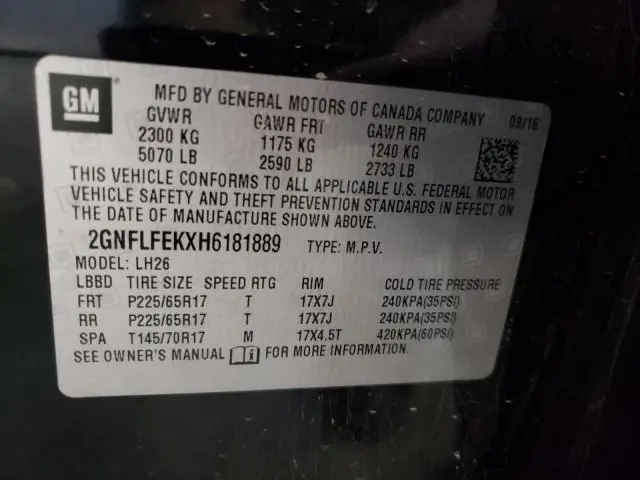 GM
MFD BY GENERAL MOTORS OF CANADA COMPANY 09/16
GVWR GAWR FRT GAWR RR
2300 KG 1175 KG 1240 KG
5070 LB 2590 LB 2733 LB
THIS VEHICLE CONFORMS TO ALL APPLICABLE U.S. FEDERAL MOTOR
VEHICLE SAFETY AND THEFT PREVENTION STANDARDS IN EFFECT ON
THE DATE OF MANUFACTURE SHOWN ABOVE.
2GNFLFEKXH6181889 TYPE: M.P.V.
MODEL: LH26
LBBD TIRE SIZE SPEED RTG RIM COLD TIRE PRESSURE
FRT P225/65R17 T 17X7J 240KPA(35PSI)
RR P225/65R17 T 17X7J 240KPA(35PSI)
SPA T145/70R17 M 17X4.5T 420KPA(60PSI)
SEE OWNER'S MANUAL FOR MORE INFORMATION.